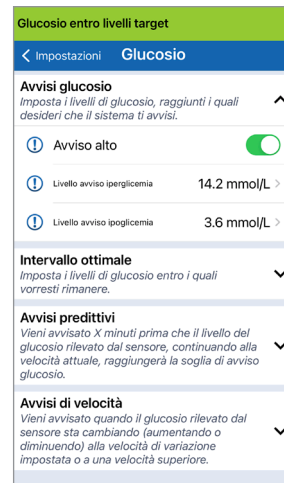 Glucosio entro livelli target
Impostazioni Glucosio
Avvisi glucosio
Imposta i livelli di glucosio, raggiunti i quali
desideri che il sistema ti avvisi.
Avviso alto
Livello avviso iperglicemia 14.2 mmol/L
Livello avviso ipoglicemia 3.6 mmol/L
Intervallo ottimale
Imposta i livelli di glucosio entro i quali
vorresti rimanere.
Avvisi predittivi
Vieni avvisato X minuti prima che il livello del
glucosio rilevato dal sensore, continuando alla
velocità attuale, raggiungerà la soglia di avviso
glucosio.
Avvisi di velocità
Vieni avvisato quando il glucosio rilevato dal
sensore sta cambiando (aumentando o
diminuendo) alla velocità di variazione
impostata o a una velocità superiore.